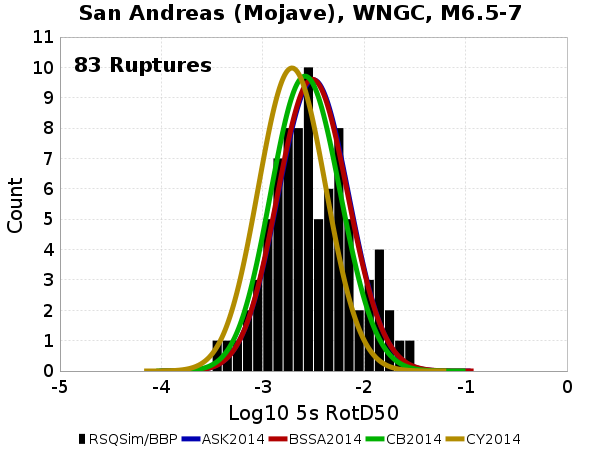 San Andreas (Mojave), WNGC, M6.5-7
83 Ruptures
Count
11
10
9
8
7
6
5
4
3
2
1
0
-5 -4 -3 -2 -1 0
Log10 5s RotD50
RSQSim/BBP ASK2014 BSSA2014 CB2014 CY2014